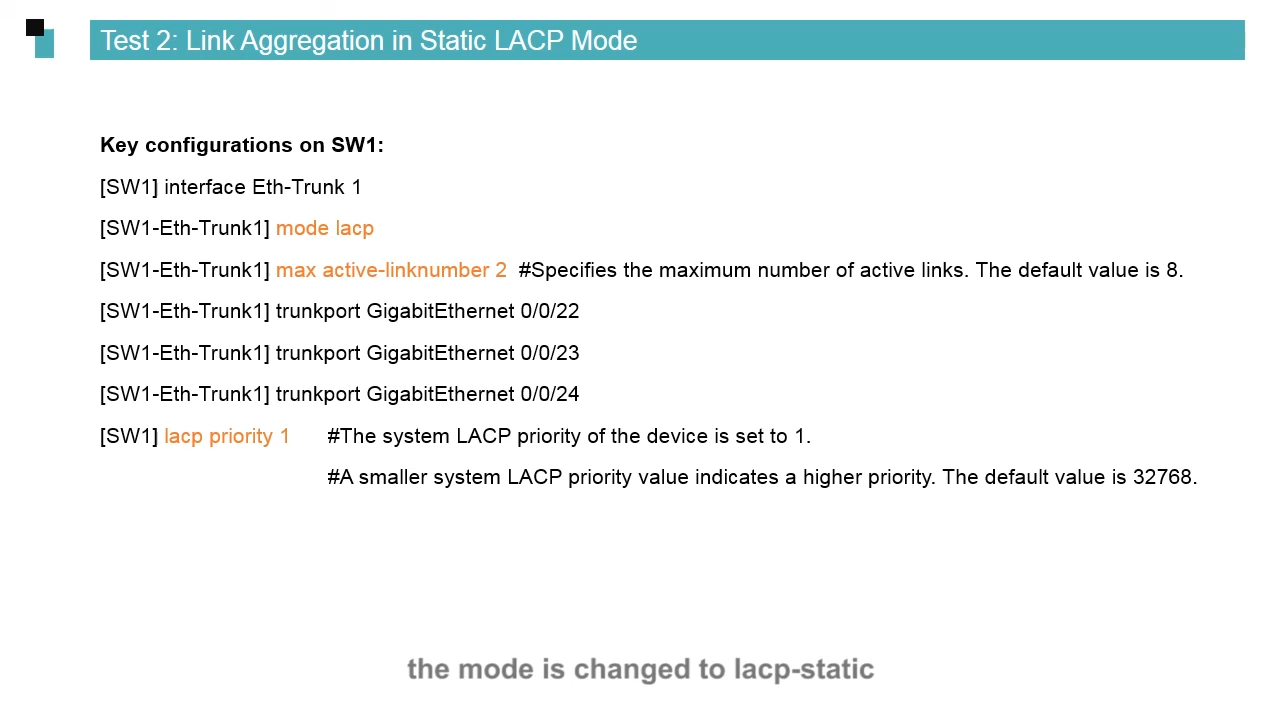 Test 2: Link Aggregation in Static LACP Mode
Key configurations on SW1:
[SW1] interface Eth-Trunk 1
[SW1-Eth-Trunk1] mode lacp
[SW1-Eth-Trunk1] max active-linknumber 2 #Specifies the maximum number of active links. The default value is 8.
[SW1-Eth-Trunk1] trunkport GigabitEthernet 0/0/22
[SW1-Eth-Trunk1] trunkport GigabitEthernet 0/0/23
[SW1-Eth-Trunk1] trunkport GigabitEthernet 0/0/24
[SW1] lacp priority 1 #The system LACP priority of the device is set to 1.
#A smaller system LACP priority value indicates a higher priority. The default value is 32768.
the mode is changed to lacp-static